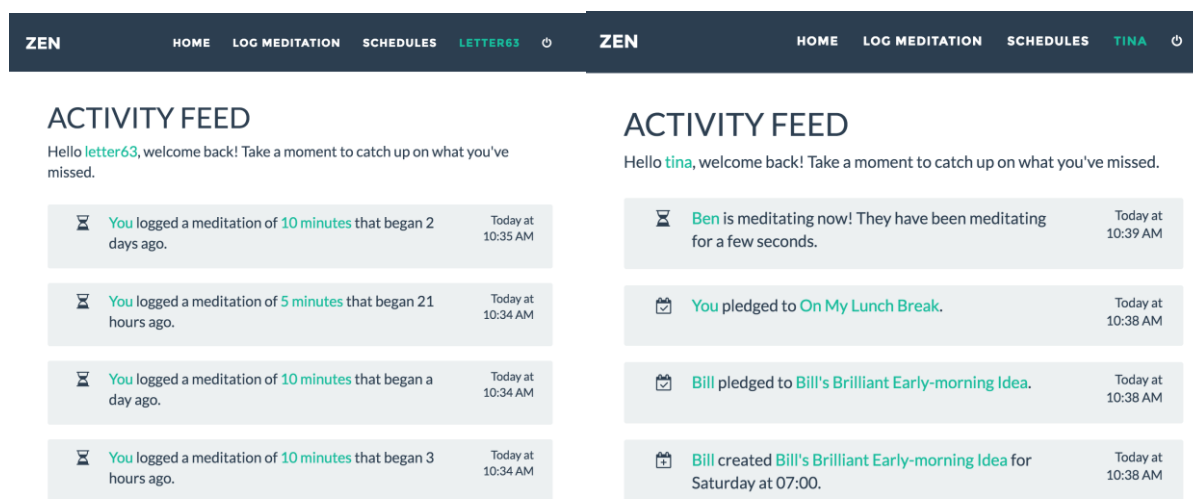 ZEN HOME LOG MEDITATION SCHEDULES LETTER63
ACTIVITY FEED
Hello letter63, welcome back! Take a moment to catch up on what you've
missed.
You logged a meditation of 10 minutes that began 2
days ago.
Today at
10:35 AM
You logged a meditation of 5 minutes that began 21
hours ago.
Today at
10:34 AM
You logged a meditation of 10 minutes that began a
day ago.
Today at
10:34 AM
You logged a meditation of 10 minutes that began 3
hours ago.
Today at
10:34 AM
ZEN HOME LOG MEDITATION SCHEDULES TINA
ACTIVITY FEED
Hello tina, welcome back! Take a moment to catch up on what you've missed.
Ben is meditating now! They have been meditating
for a few seconds.
Today at
10:39 AM
You pledged to On My Lunch Break.
Today at
10:38 AM
Bill pledged to Bill's Brilliant Early-morning Idea.
Today at
10:38 AM
Bill created Bill's Brilliant Early-morning Idea for
Saturday at 07:00.
Today at
10:38 AM